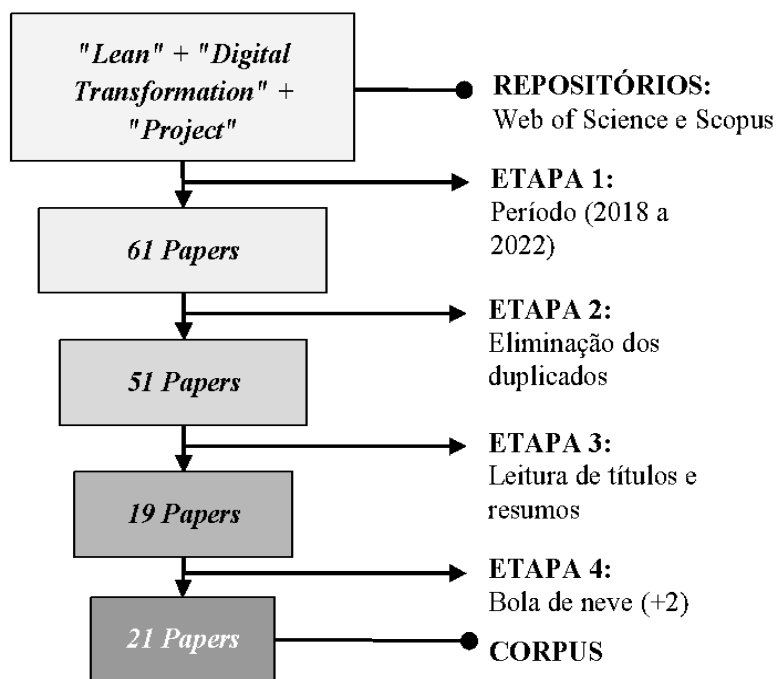 "Lean" + "Digital
Transformation" +
"Project"
REPOSITÓRIOS:
Web of Science e Scopus
ETAPA 1:
Período (2018 a
2022)
61 Papers
ETAPA 2:
Eliminação dos
duplicados
51 Papers
ETAPA 3:
Leitura de títulos e
resumos
19 Papers
ETAPA 4:
Bola de neve (+2)
21 Papers
CORPUS